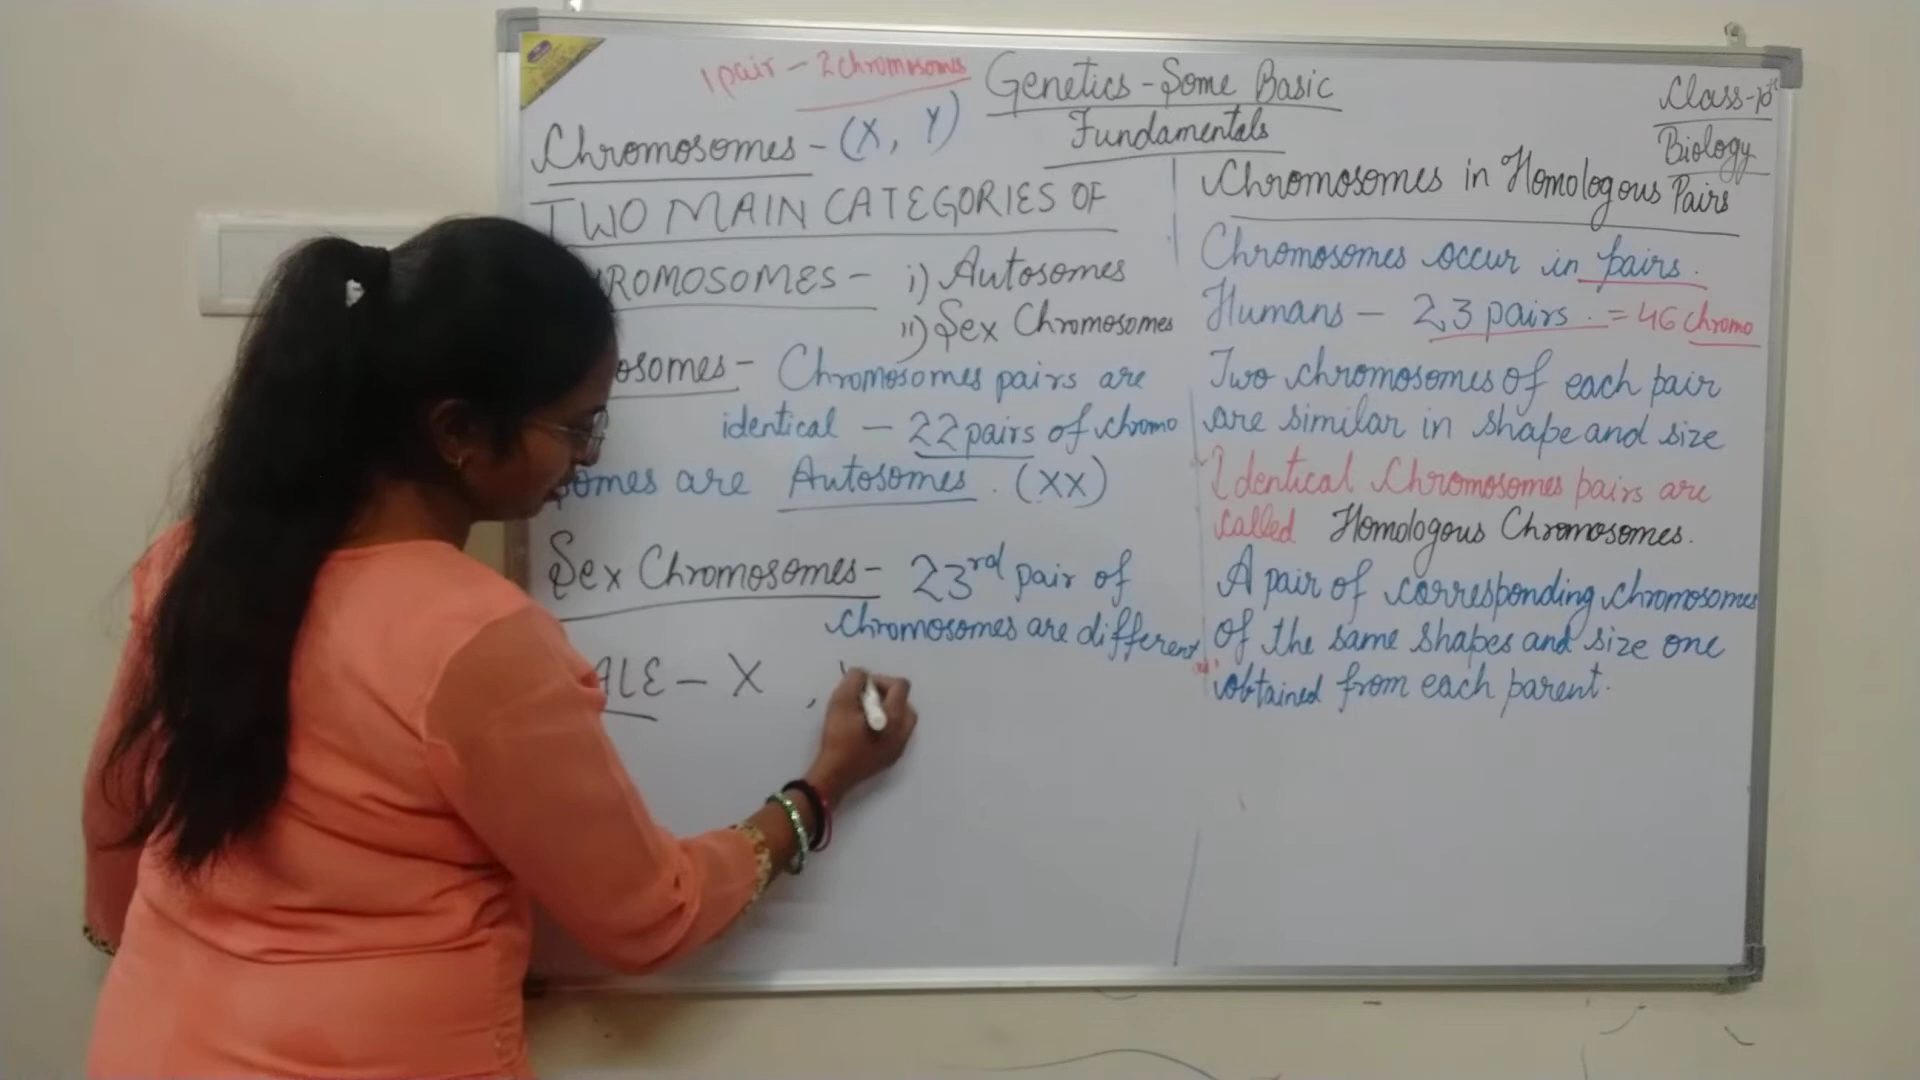 1 pair - 2 chromosomes
Genetics - Some Basic
Fundamentals
Class-10th
Biology
Chromosomes - (X, Y)
TWO MAIN CATEGORIES OF
ROMOSOMES - i) Autosomes
ii) Sex Chromosomes
osomes - Chromosomes pairs are
identical - 22 pairs of chromo
somes are Autosomes. (XX)
Sex Chromosomes - 23rd pair of
chromosomes are different
ALE - X ,
Chromosomes in Homologous Pairs
Chromosomes occur in pairs.
Humans - 23 pairs. = 46 chromo
Two chromosomes of each pair
are similar in shape and size
Identical Chromosomes pairs are
called Homologous Chromosomes.
A pair of corresponding chromosomes
of the same shapes and size one
obtained from each parent.